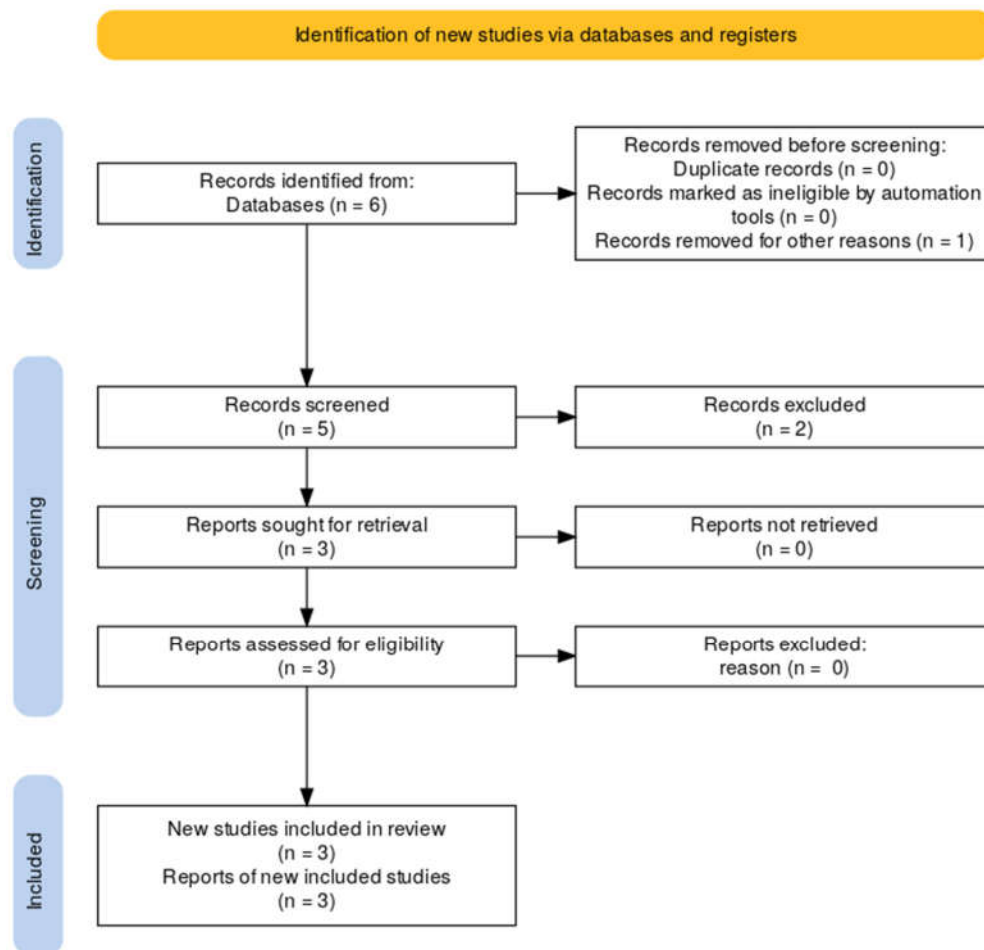 Identification of new studies via databases and registers
Identification
Records identified from:
Databases (n = 6)
Records removed before screening:
Duplicate records (n = 0)
Records marked as ineligible by automation
tools (n = 0)
Records removed for other reasons (n = 1)
Screening
Records screened
(n = 5)
Records excluded
(n = 2)
Reports sought for retrieval
(n = 3)
Reports not retrieved
(n = 0)
Reports assessed for eligibility
(n = 3)
Reports excluded:
reason (n = 0)
Included
New studies included in review
(n = 3)
Reports of new included studies
(n = 3)